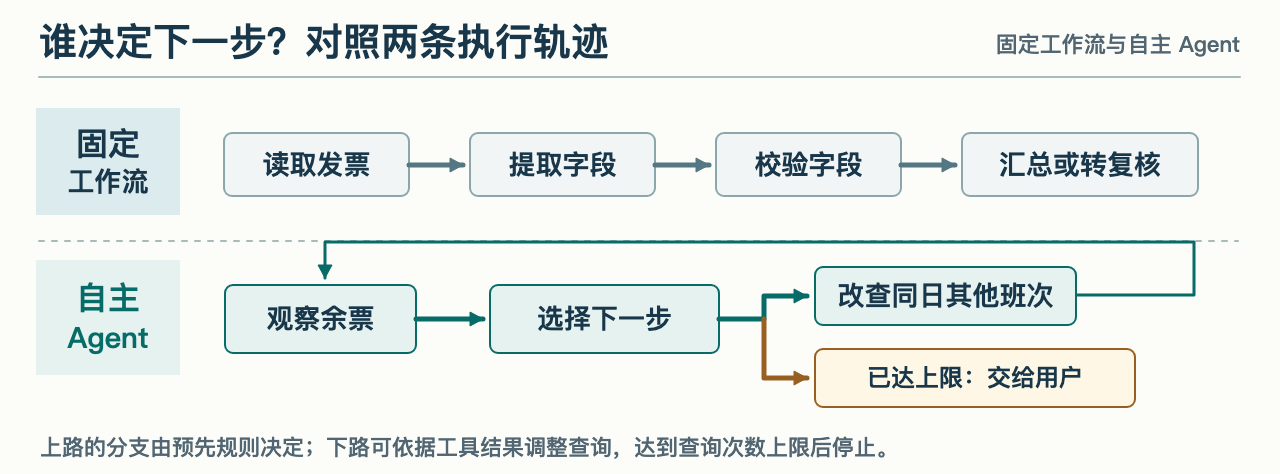 谁决定下一步？对照两条执行轨迹
固定工作流与自主 Agent
固定
工作流
读取发票
提取字段
校验字段
汇总或转复核
自主
Agent
观察余票
选择下一步
改查同日其他班次
已达上限：交给用户
上路的分支由预先规则决定；下路可依据工具结果调整查询，达到查询次数上限后停止。